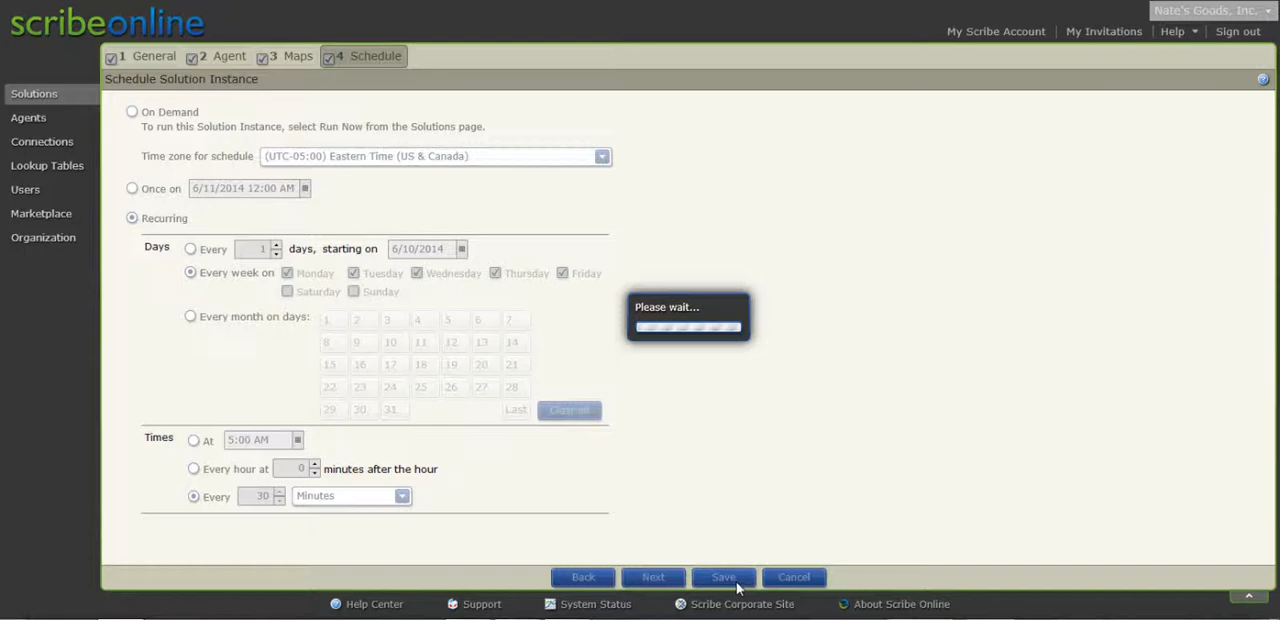 Nate's Goods, Inc.
scribeonline
My Scribe Account My Invitations Help Sign out
1 General 2 Agent 3 Maps 4 Schedule
Schedule Solution Instance
Solutions
Agents
Connections
Lookup Tables
Users
Marketplace
Organization
On Demand
To run this Solution Instance, select Run Now from the Solutions page.
Time zone for schedule (UTC-05:00) Eastern Time (US & Canada)
Once on 6/11/2014 12:00 AM
Recurring
Days Every 1 days, starting on 6/10/2014
Every week on Monday Tuesday Wednesday Thursday Friday
Saturday Sunday
Every month on days: 1 2 3 4 5 6 7
8 9 10 11 12 13 14
15 16 17 18 19 20 21
22 23 24 25 26 27 28
29 30 31 Last Clear all
Times At 5:00 AM
Every hour at 0 minutes after the hour
Every 30 Minutes
Please wait...
Back Next Save Cancel
Help Center Support System Status Scribe Corporate Site About Scribe Online